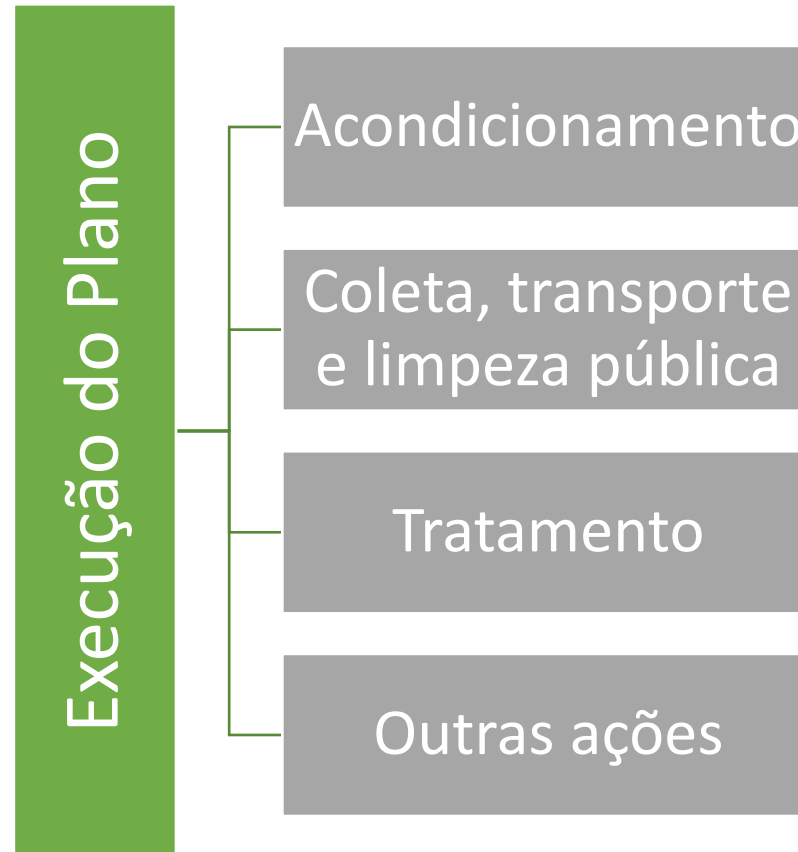 Execução do Plano
Acondicionamento
Coleta, transporte
e limpeza pública
Tratamento
Outras ações